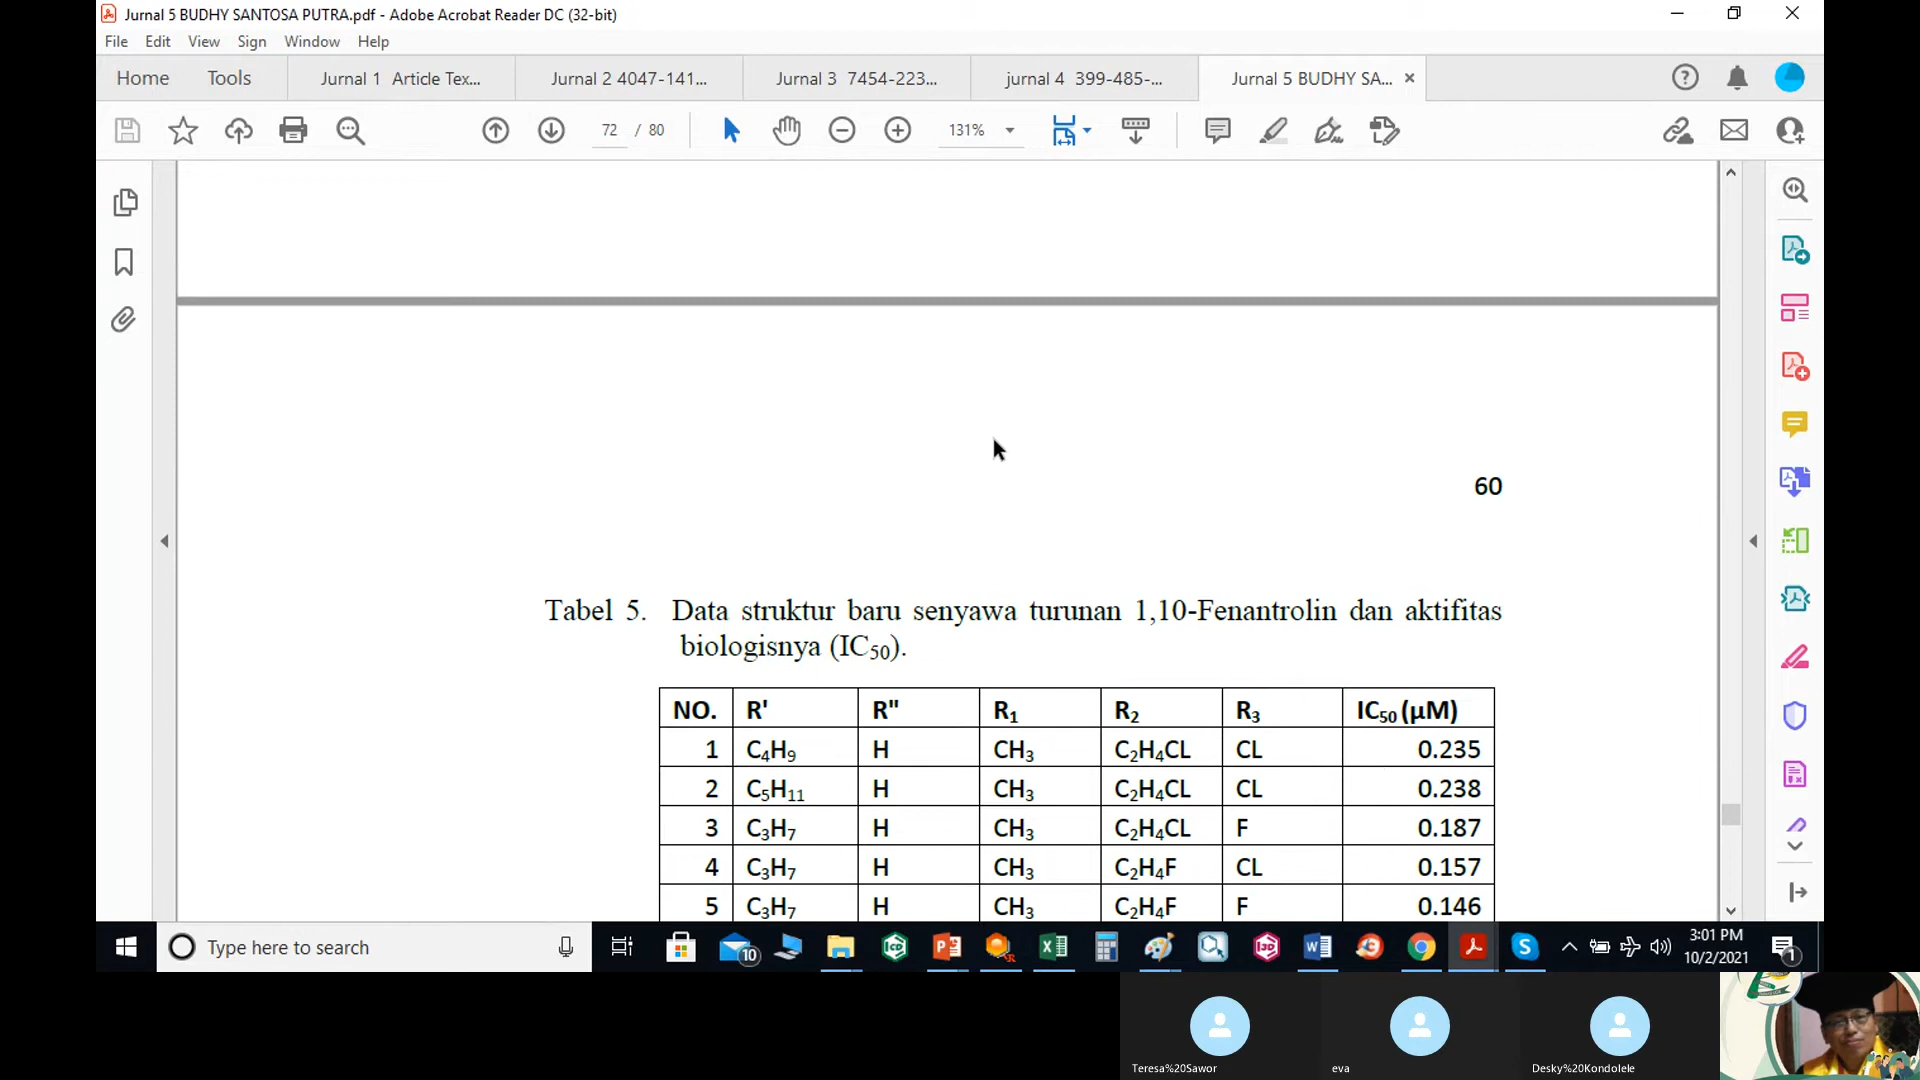 Jurnal 5 BUDHY SANTOSA PUTRA.pdf - Adobe Acrobat Reader DC (32-bit)
File Edit View Sign Window Help
Home Tools Jurnal 1 Article Tex... Jurnal 2 4047-141... Jurnal 3 7454-223... jurnal 4 399-485-... Jurnal 5 BUDHY SA...
72 / 80 131%
60
Tabel 5. Data struktur baru senyawa turunan 1,10-Fenantrolin dan aktifitas
biologisnya (IC50).
NO. R' R" R1 R2 R3 IC50 (µM)
1 C4H9 H CH3 C2H4CL CL 0.235
2 C5H11 H CH3 C2H4CL CL 0.238
3 C3H7 H CH3 C2H4CL F 0.187
4 C3H7 H CH3 C2H4F CL 0.157
5 C3H7 H CH3 C2H4F F 0.146
Type here to search
10
3:01 PM
10/2/2021
1
Teresa%20Sawor eva Desky%20Kondolele